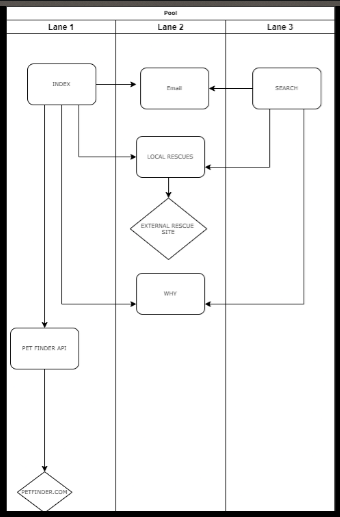 Pool
Lane 1
Lane 2
Lane 3
INDEX
Email
SEARCH
LOCAL RESCUES
EXTERNAL RESCUE
SITE
WHY
PET FINDER API
PETFINDER.COM